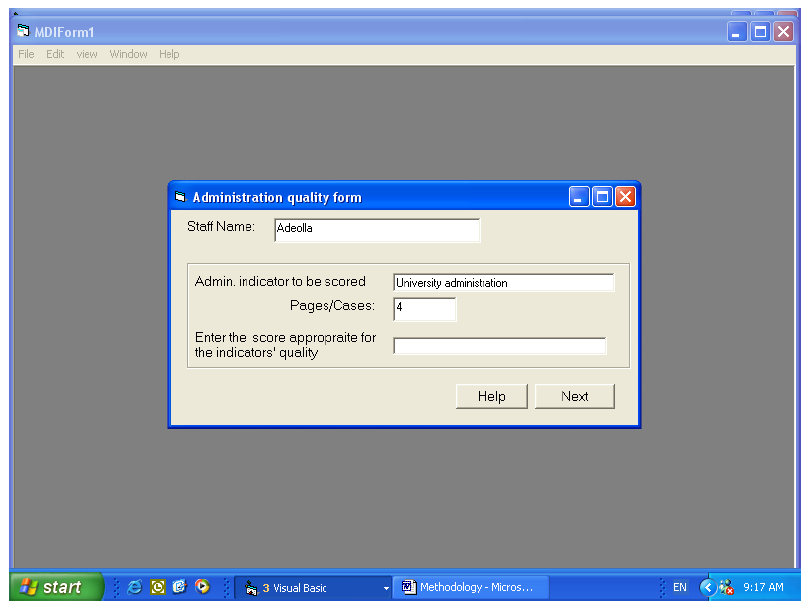 MDIForm1
File Edit view Window Help
Administration quality form
Staff Name: Adeolla
Admin. indicator to be scored University administiation
Pages/Cases: 4
Enter the score appropraite for
the indicators' quality
Help Next
start 3 Visual Basic Methodology - Micros... EN 9:17 AM